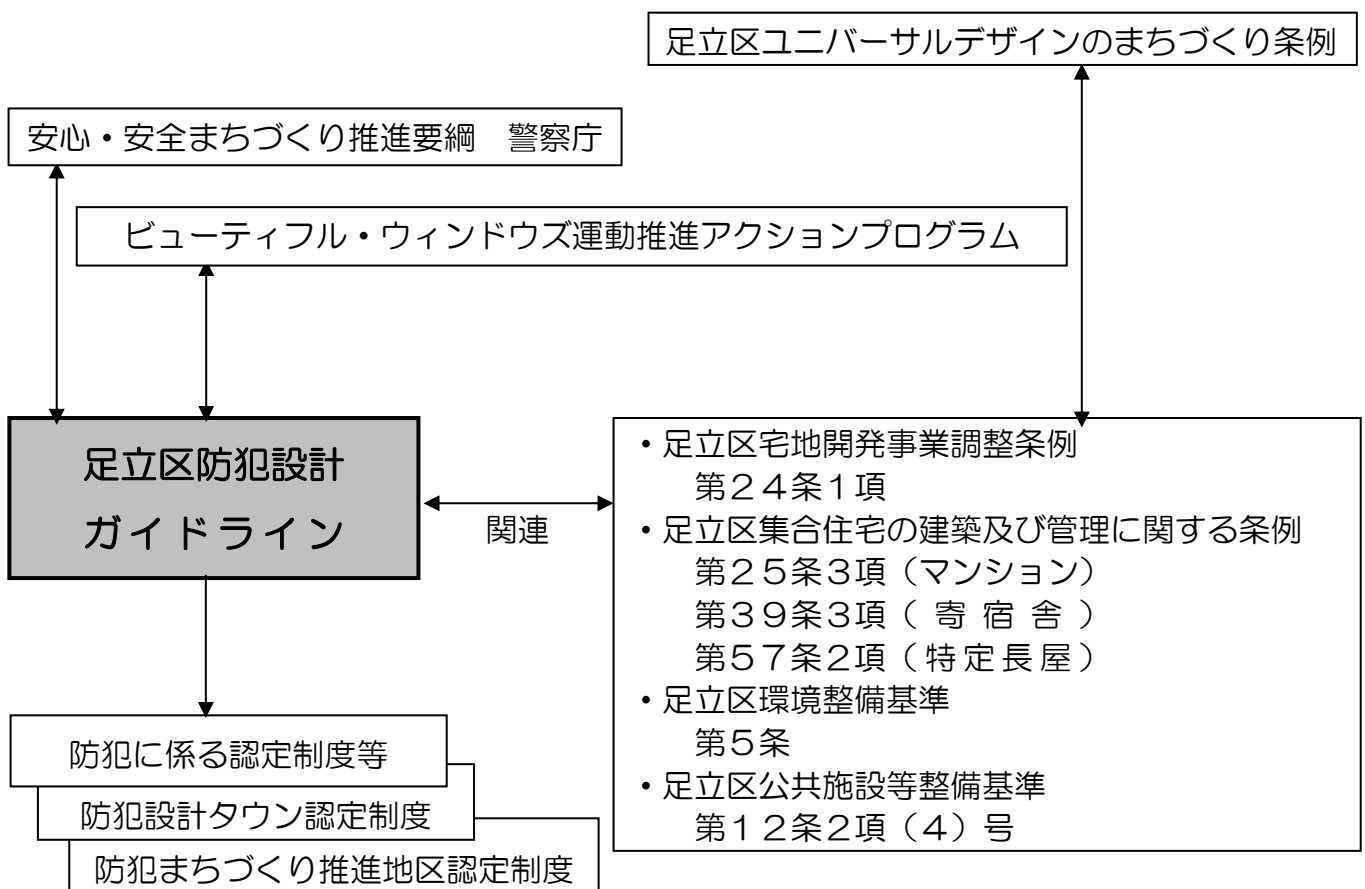 足立区ユニバーサルデザインのまちづくり条例
安心・安全まちづくり推進要綱　警察庁
ビューティフル・ウィンドウズ運動推進アクションプログラム
足立区防犯設計
ガイドライン
関連
・足立区宅地開発事業調整条例
第２４条１項
・足立区集合住宅の建築及び管理に関する条例
第２５条３項（マンション）
第３９条３項（ 寄 宿 舎 ）
第５７条２項（特定長屋）
・足立区環境整備基準
第５条
・足立区公共施設等整備基準
第１２条２項（４）号
防犯に係る認定制度等
防犯設計タウン認定制度
防犯まちづくり推進地区認定制度